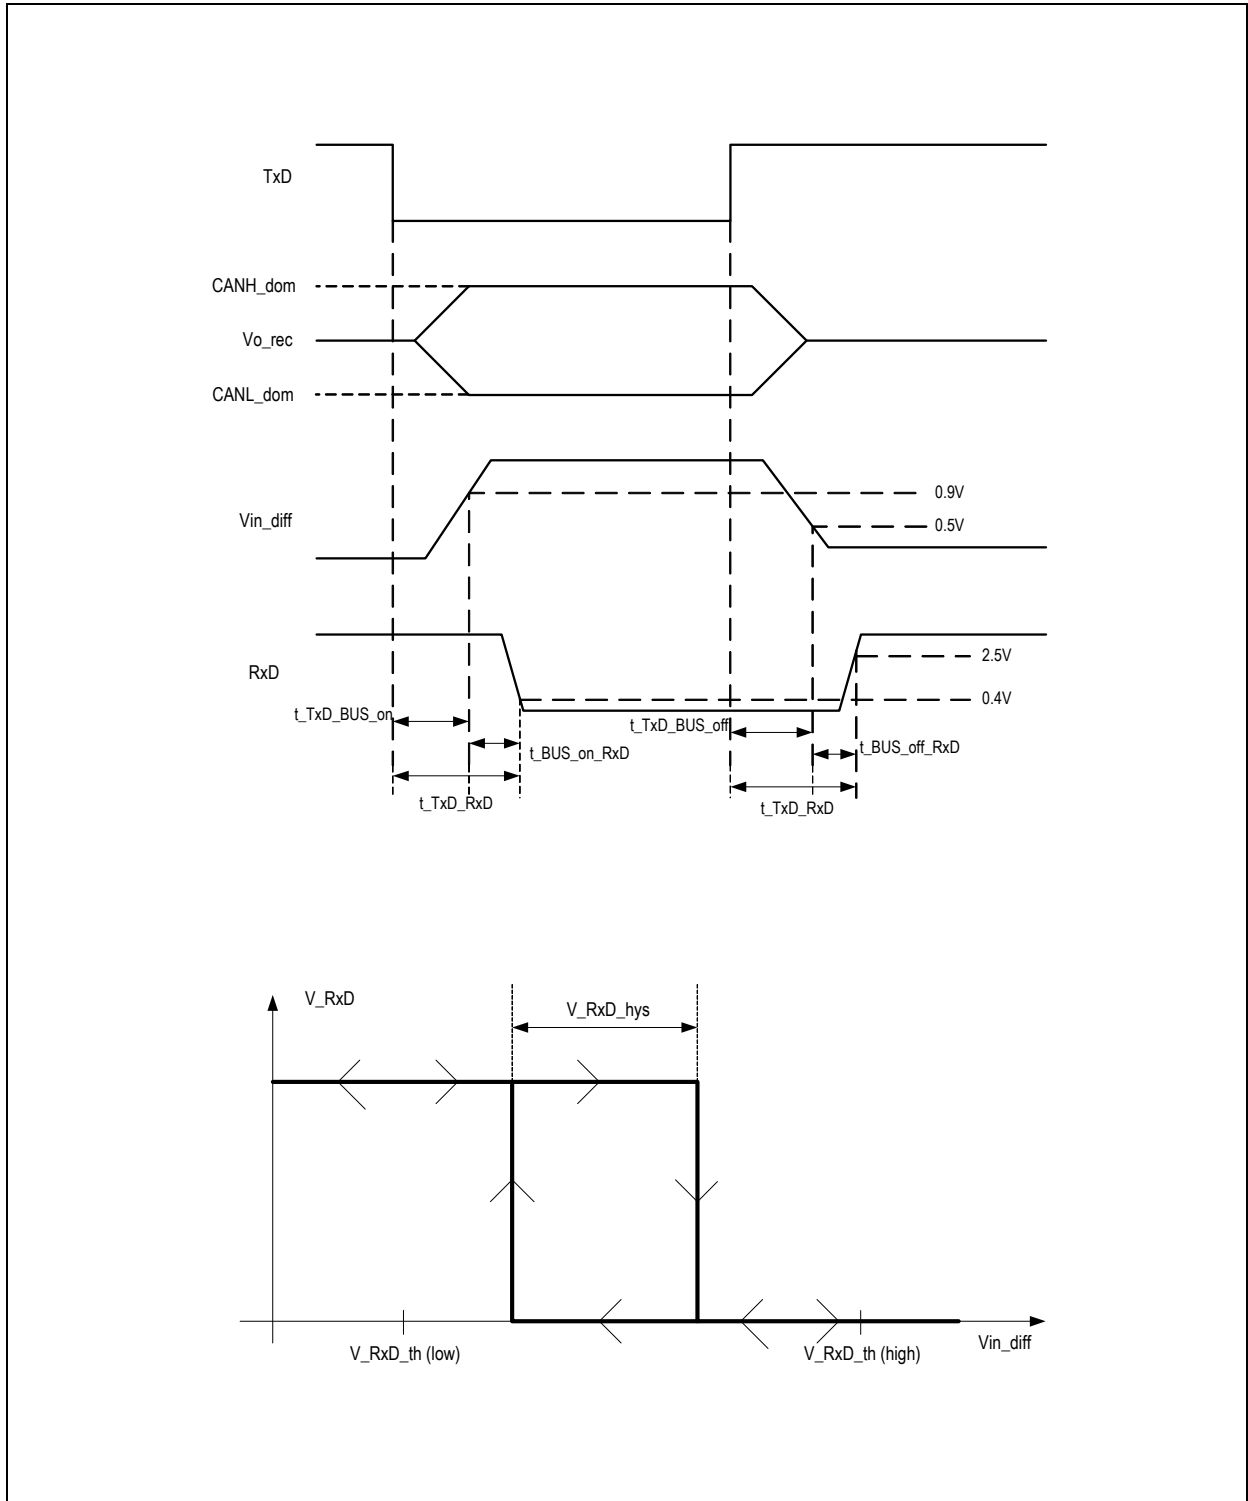 TxD
CANH_dom
Vo_rec
CANL_dom
0.9V
Vin_diff
0.5V
RxD
2.5V
0.4V
t_TxD_BUS_on
t_TxD_BUS_off
t_BUS_on_RxD
t_BUS_off_RxD
t_TxD_RxD
t_TxD_RxD
V_RxD
V_RxD_hys
V_RxD_th (low)
V_RxD_th (high)
Vin_diff